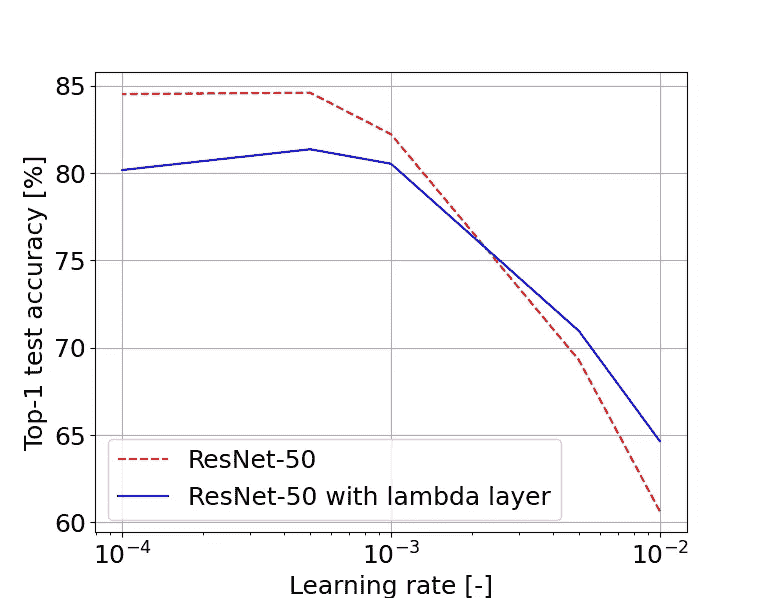 Top-1 test accuracy [%]
85
80
75
70
65
60
ResNet-50
ResNet-50 with lambda layer
10⁻⁴ 10⁻³ 10⁻²
Learning rate [-]